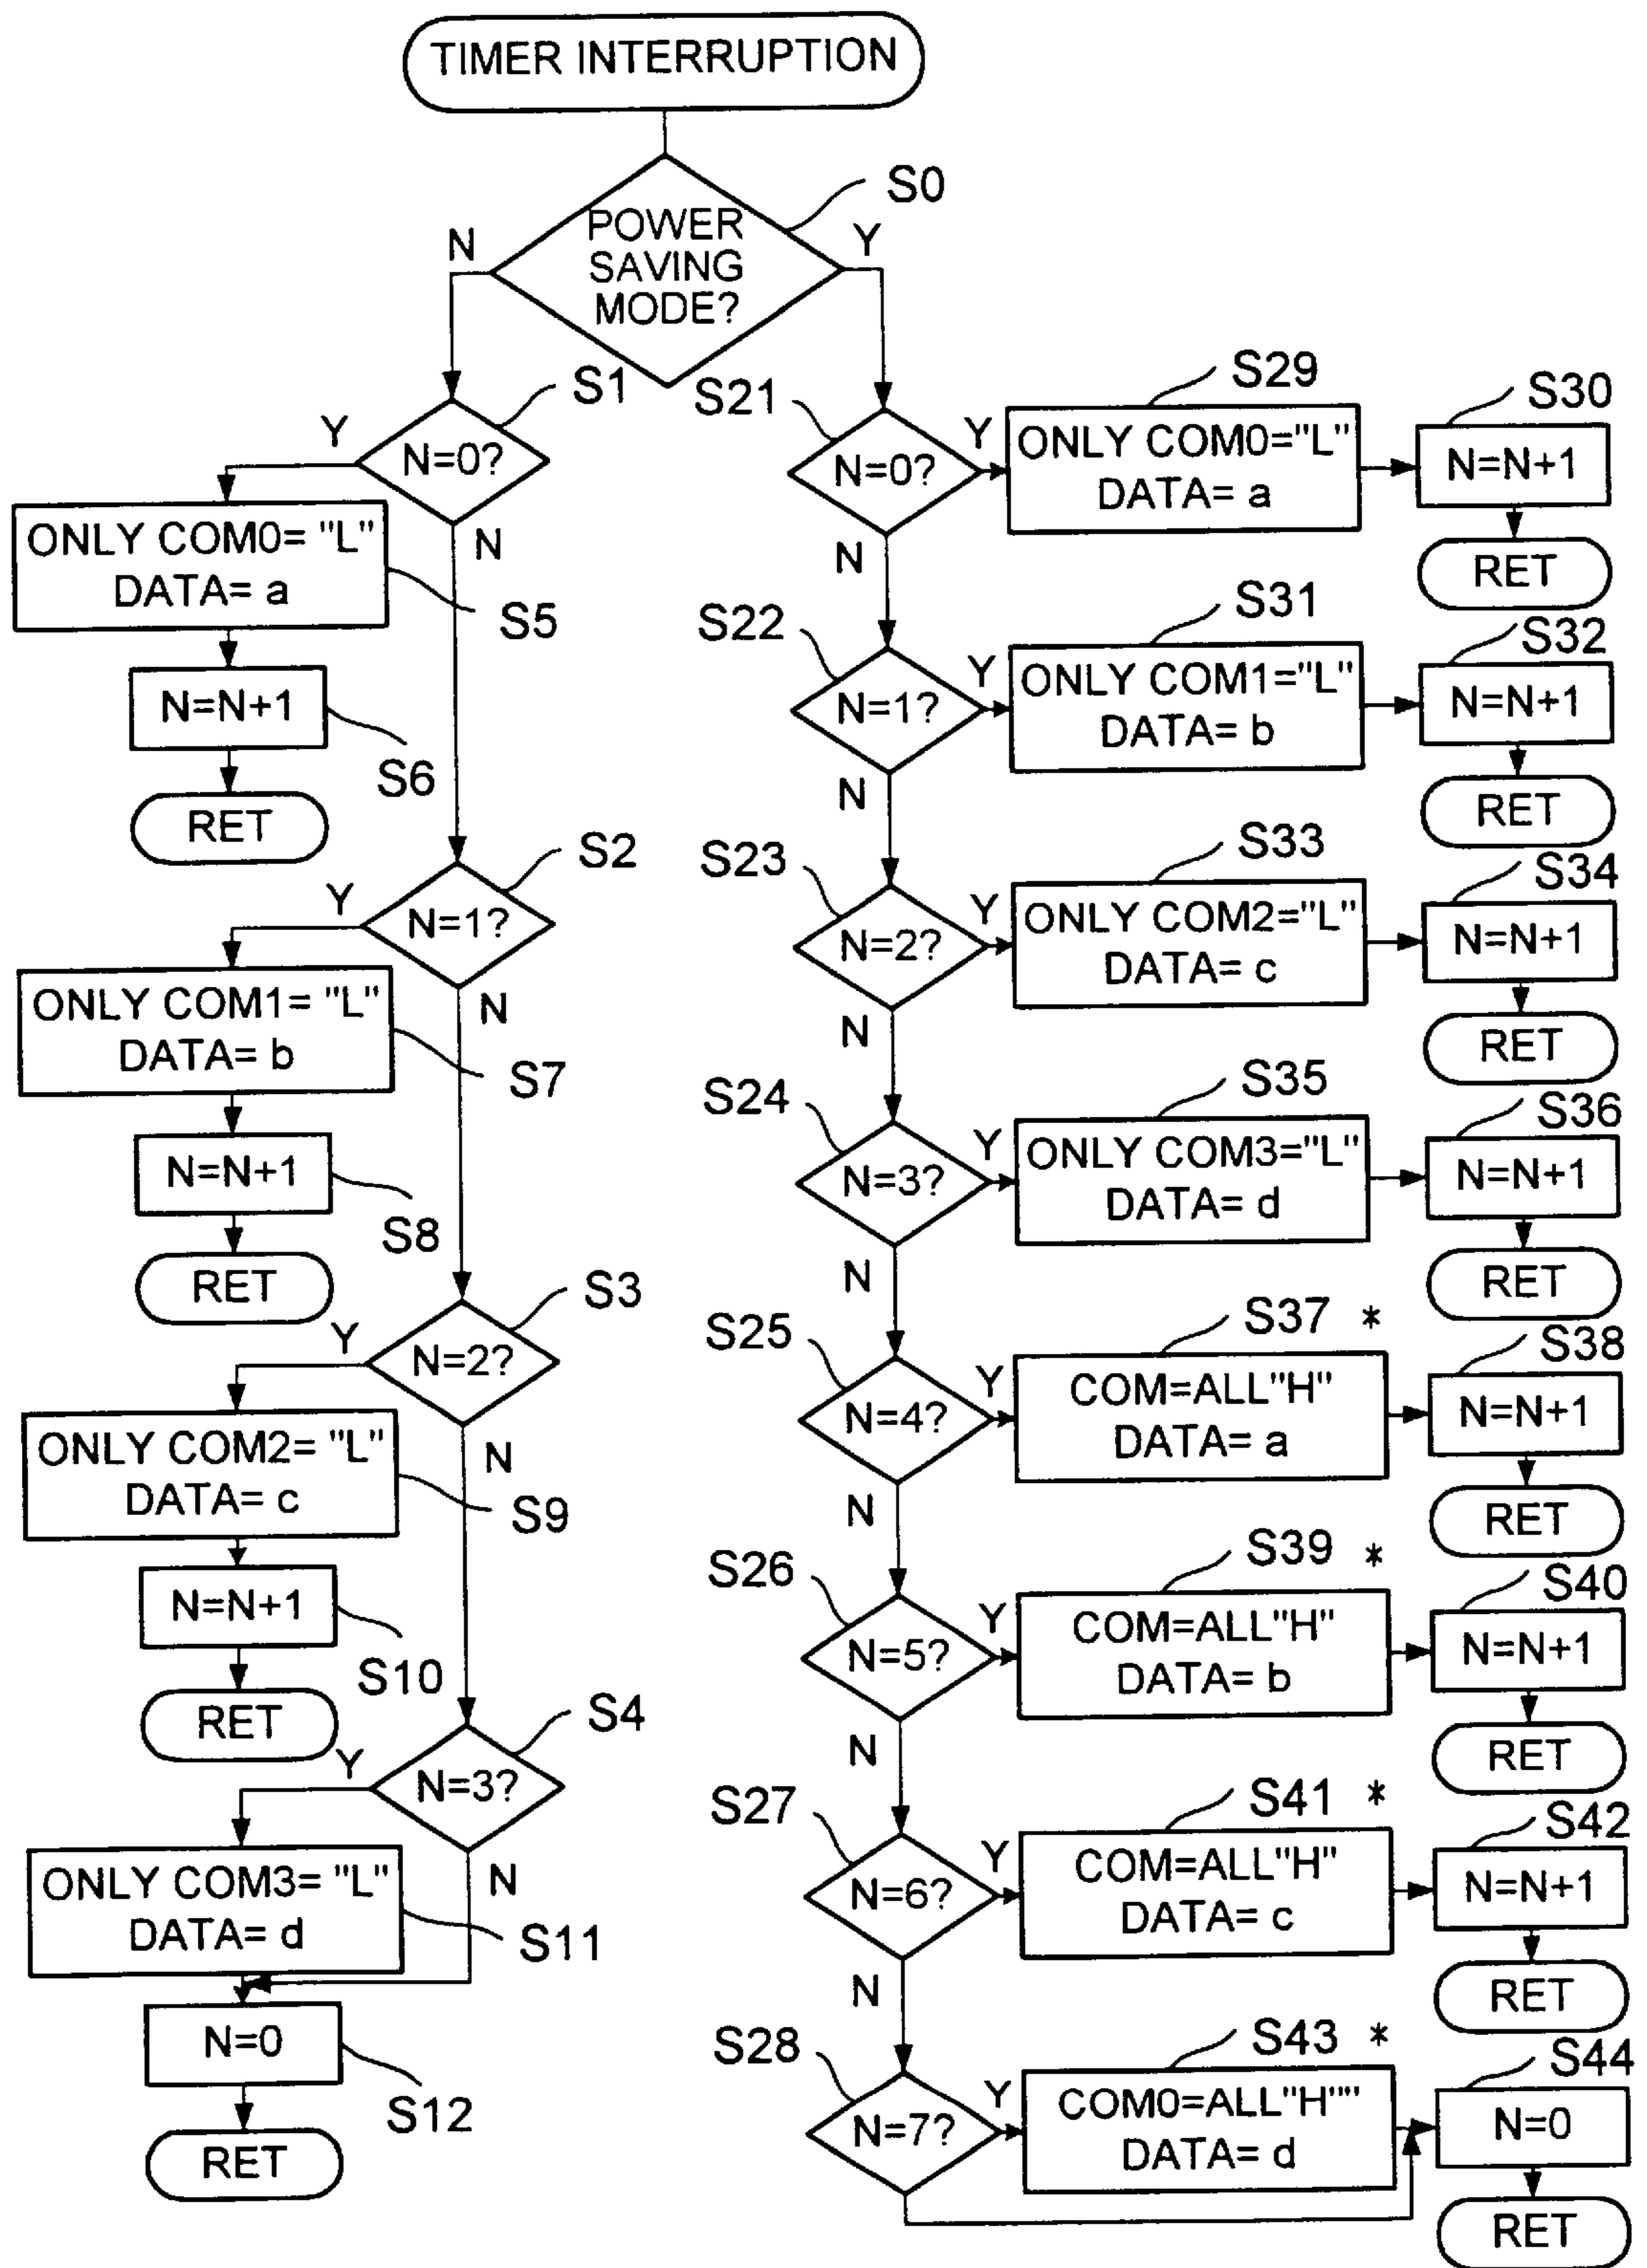 TIMER INTERRUPTION
S0
POWER
SAVING
MODE?
N
Y
S1
Y
N=0?
N
ONLY COM0= "L"
DATA= a
S5
N=N+1
S6
RET
S2
Y
N=1?
N
ONLY COM1= "L"
DATA= b
S7
N=N+1
S8
RET
S3
Y
N=2?
N
ONLY COM2= "L"
DATA= c
S9
N=N+1
S10
RET
S4
Y
N=3?
N
ONLY COM3= "L"
DATA= d
S11
N=0
S12
RET
S21
N=0?
Y
N
S29
ONLY COM0="L"
DATA= a
S30
N=N+1
RET
S22
N=1?
Y
N
S31
ONLY COM1="L"
DATA= b
S32
N=N+1
RET
S23
N=2?
Y
N
S33
ONLY COM2="L"
DATA= c
S34
N=N+1
RET
S24
N=3?
Y
N
S35
ONLY COM3="L"
DATA= d
S36
N=N+1
RET
S25
N=4?
Y
N
S37 *
COM=ALL"H"
DATA= a
S38
N=N+1
RET
S26
N=5?
Y
N
S39 *
COM=ALL"H"
DATA= b
S40
N=N+1
RET
S27
N=6?
Y
N
S41 *
COM=ALL"H"
DATA= c
S42
N=N+1
RET
S28
N=7?
Y
S43 *
COM0=ALL"H""
DATA= d
S44
N=0
RET